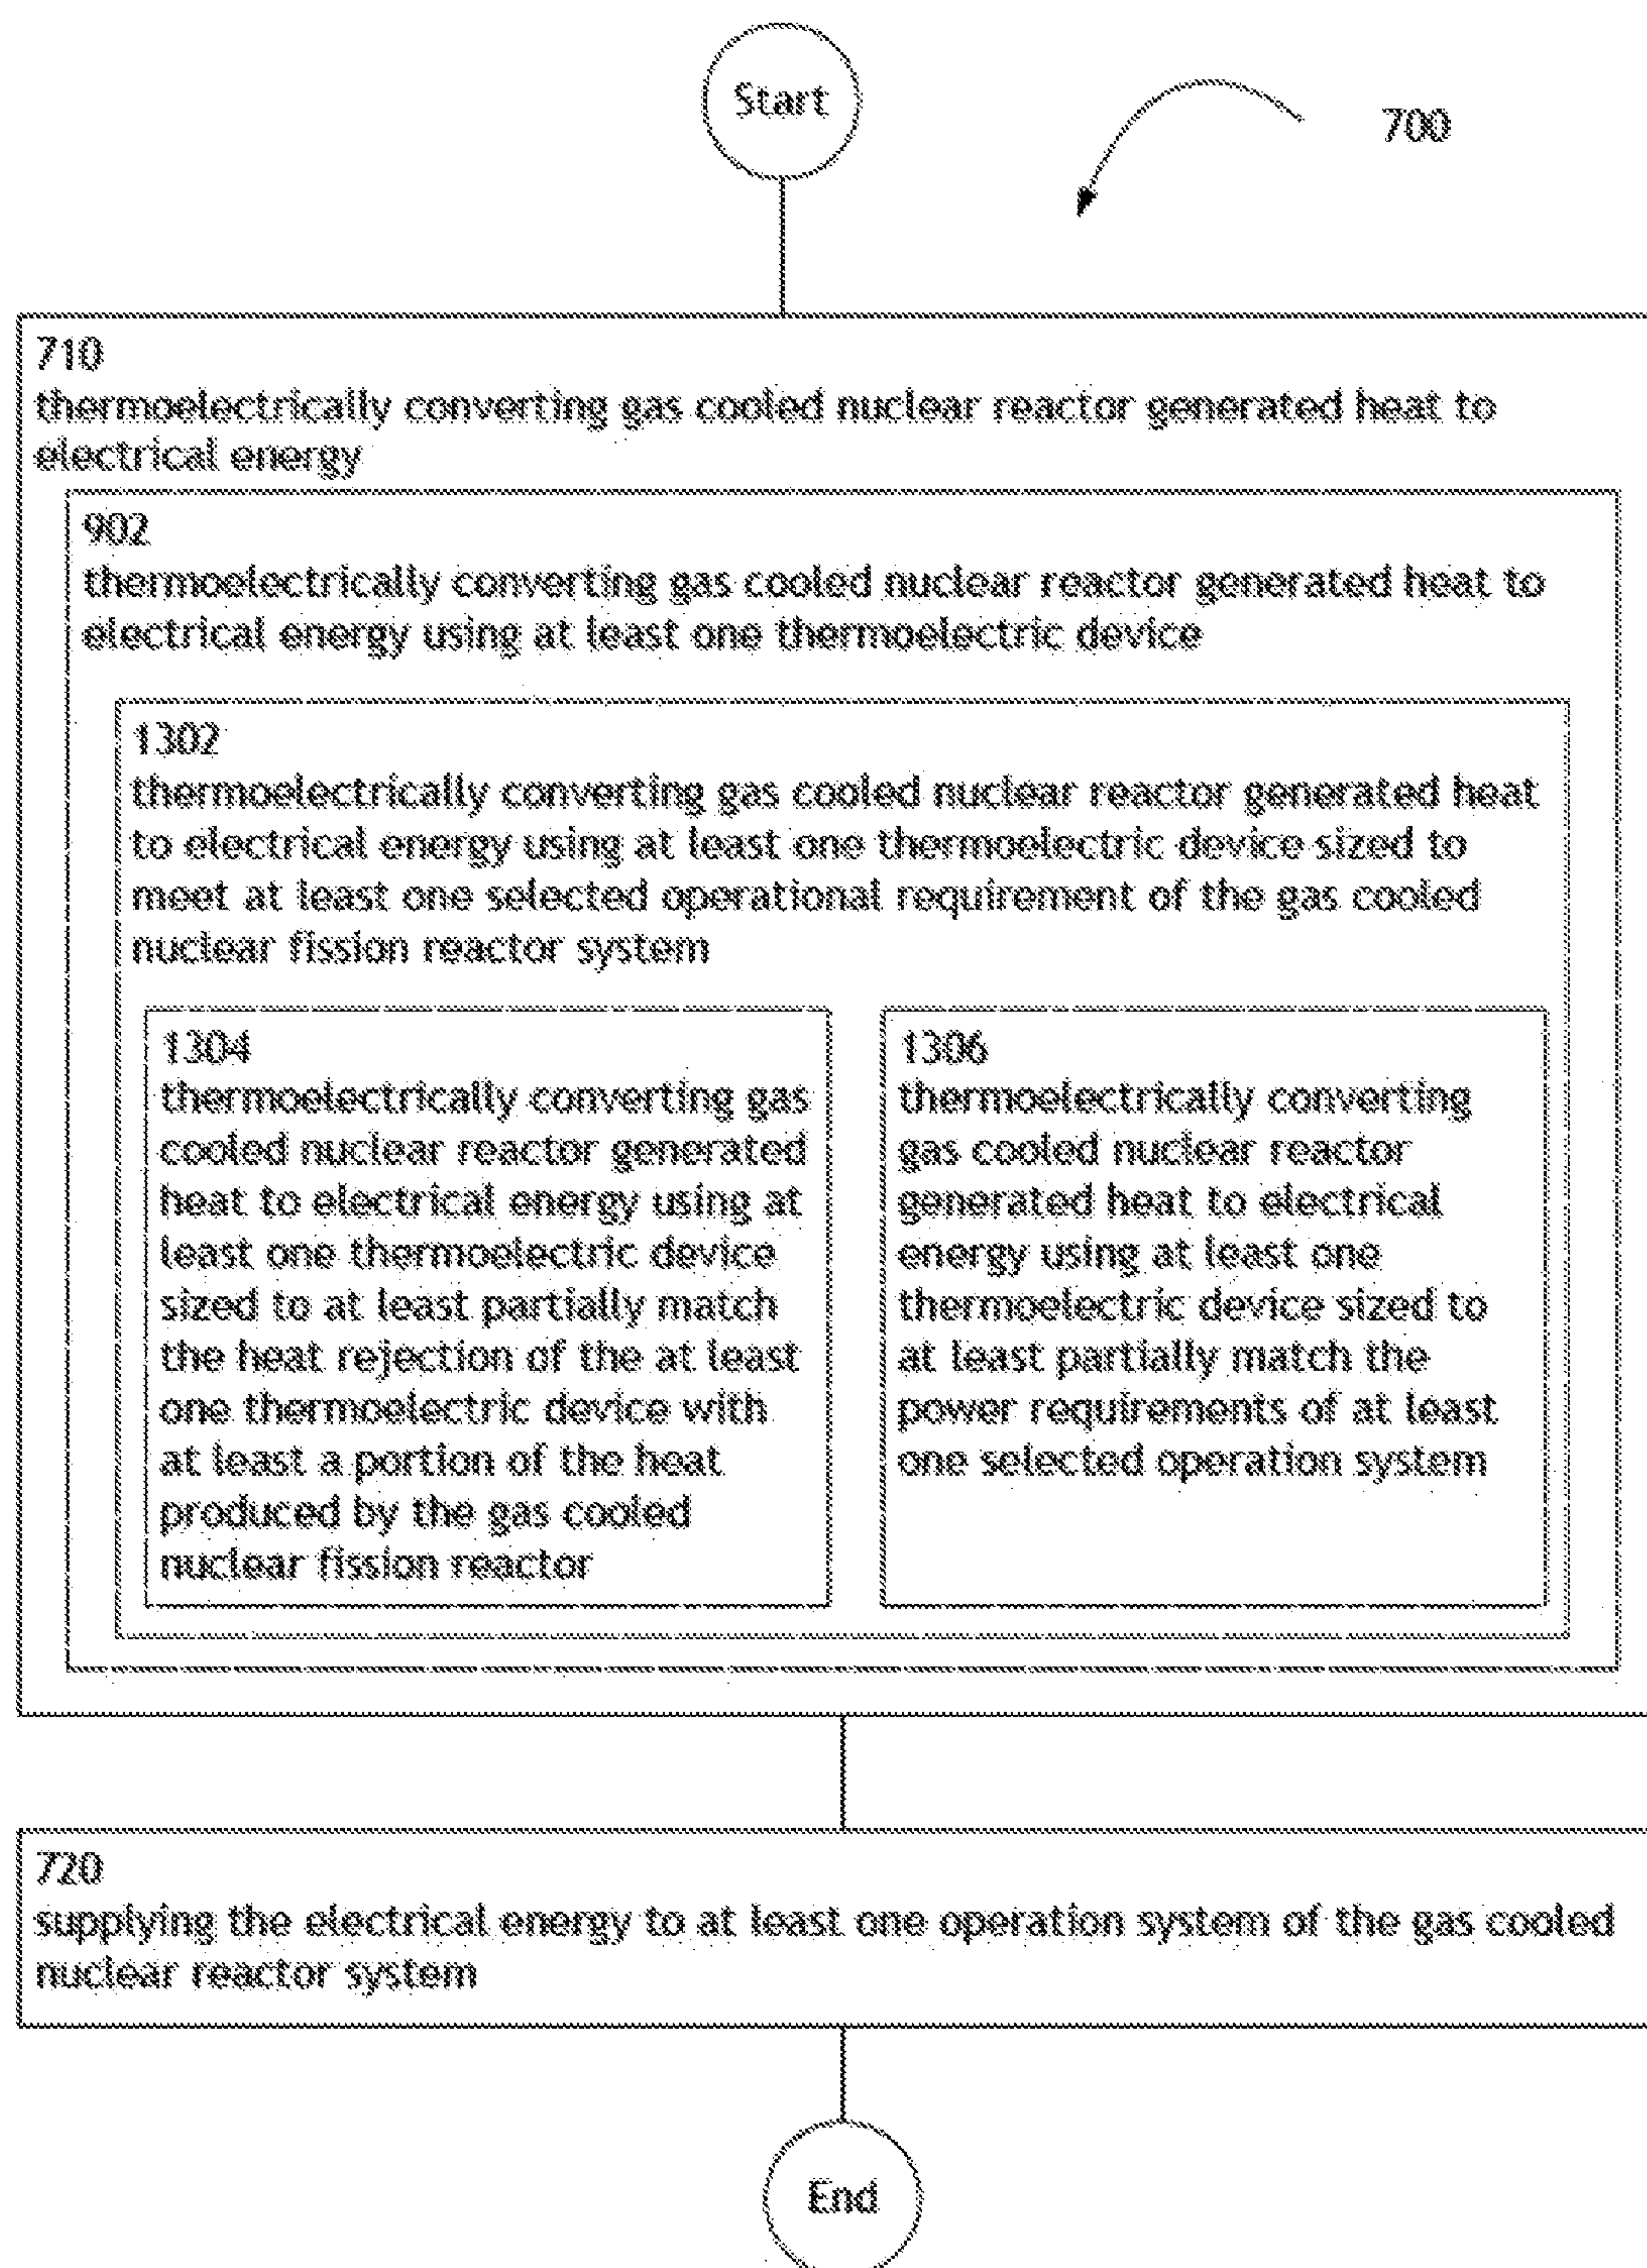 Start
700
710
thermoelectrically converting gas cooled nuclear reactor generated heat to
electrical energy
902
thermoelectrically converting gas cooled nuclear reactor generated heat to
electrical energy using at least one thermoelectric device
1302
thermoelectrically converting gas cooled nuclear reactor generated heat
to electrical energy using at least one thermoelectric device sized to
meet at least one selected operational requirement of the gas cooled
nuclear fission reactor system
1304
thermoelectrically converting gas
cooled nuclear reactor generated
heat to electrical energy using at
least one thermoelectric device
sized to at least partially match
the heat rejection of the at least
one thermoelectric device with
at least a portion of the heat
produced by the gas cooled
nuclear fission reactor
1306
thermoelectrically converting
gas cooled nuclear reactor
generated heat to electrical
energy using at least one
thermoelectric device sized to
at least partially match the
power requirements of at least
one selected operation system
720
supplying the electrical energy to at least one operation system of the gas cooled
nuclear reactor system
End